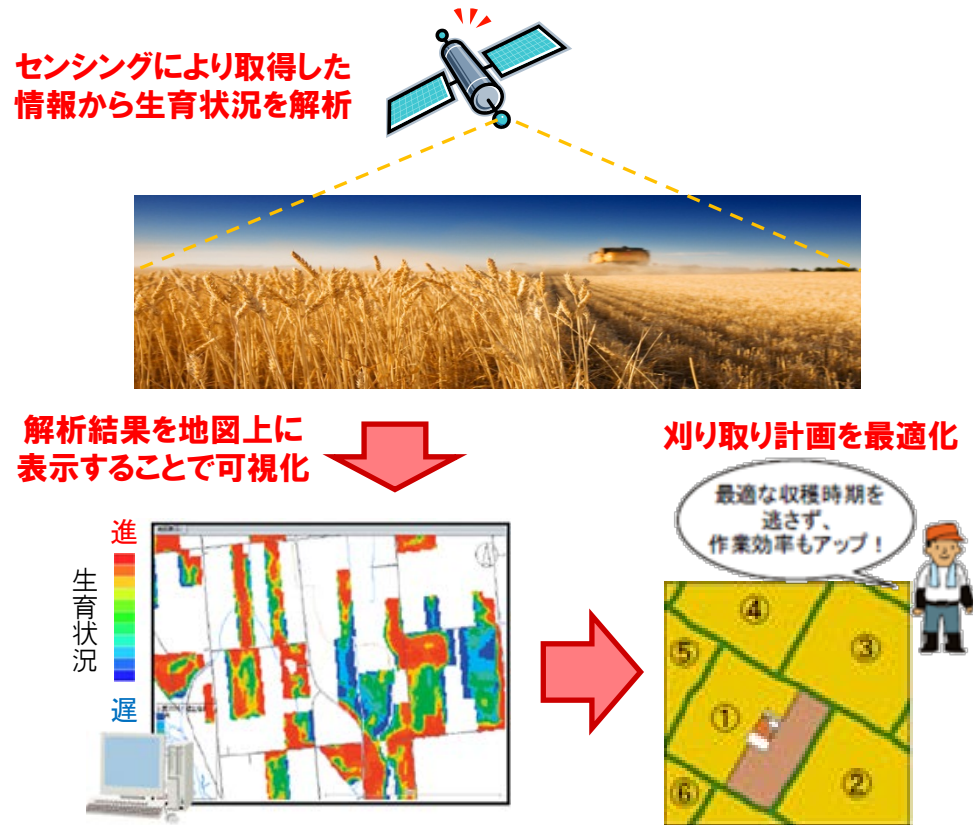 センシングにより取得した
情報から生育状況を解析
解析結果を地図上に
表示することで可視化
刈り取り計画を最適化
最適な収穫時期を
逃さず、
作業効率もアップ！
進
生育状況
遅
④
⑤
③
①
②
⑥